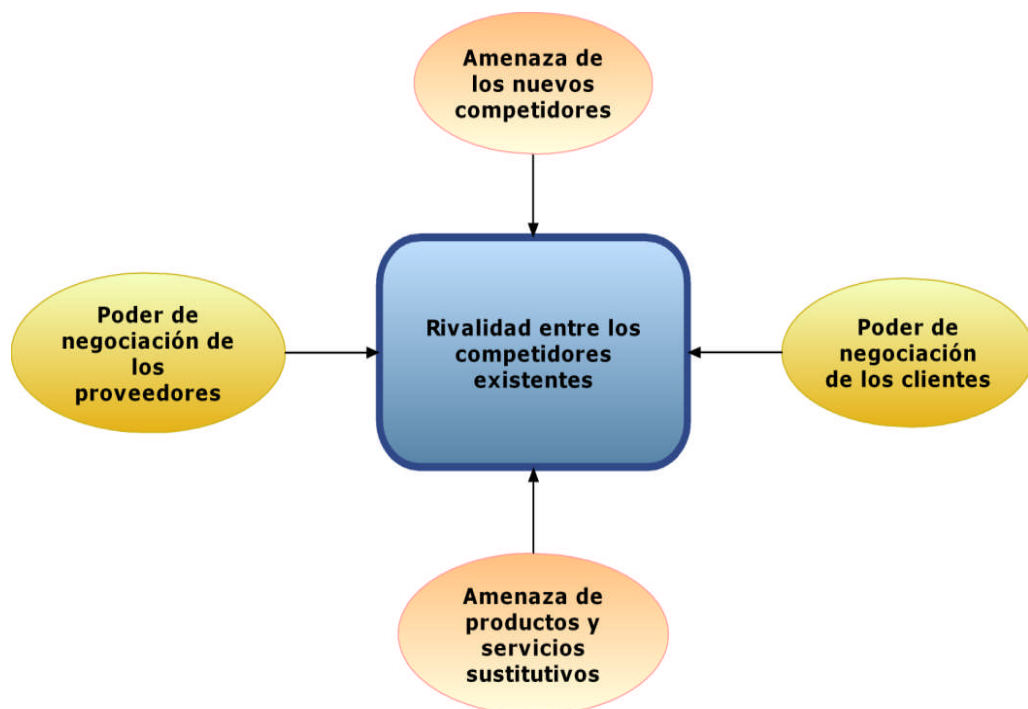 Amenaza de
los nuevos
competidores
Poder de
negociación de
los
proveedores
Rivalidad entre los
competidores
existentes
Poder de
negociación
de los clientes
Amenaza de
productos y
servicios
sustitutivos